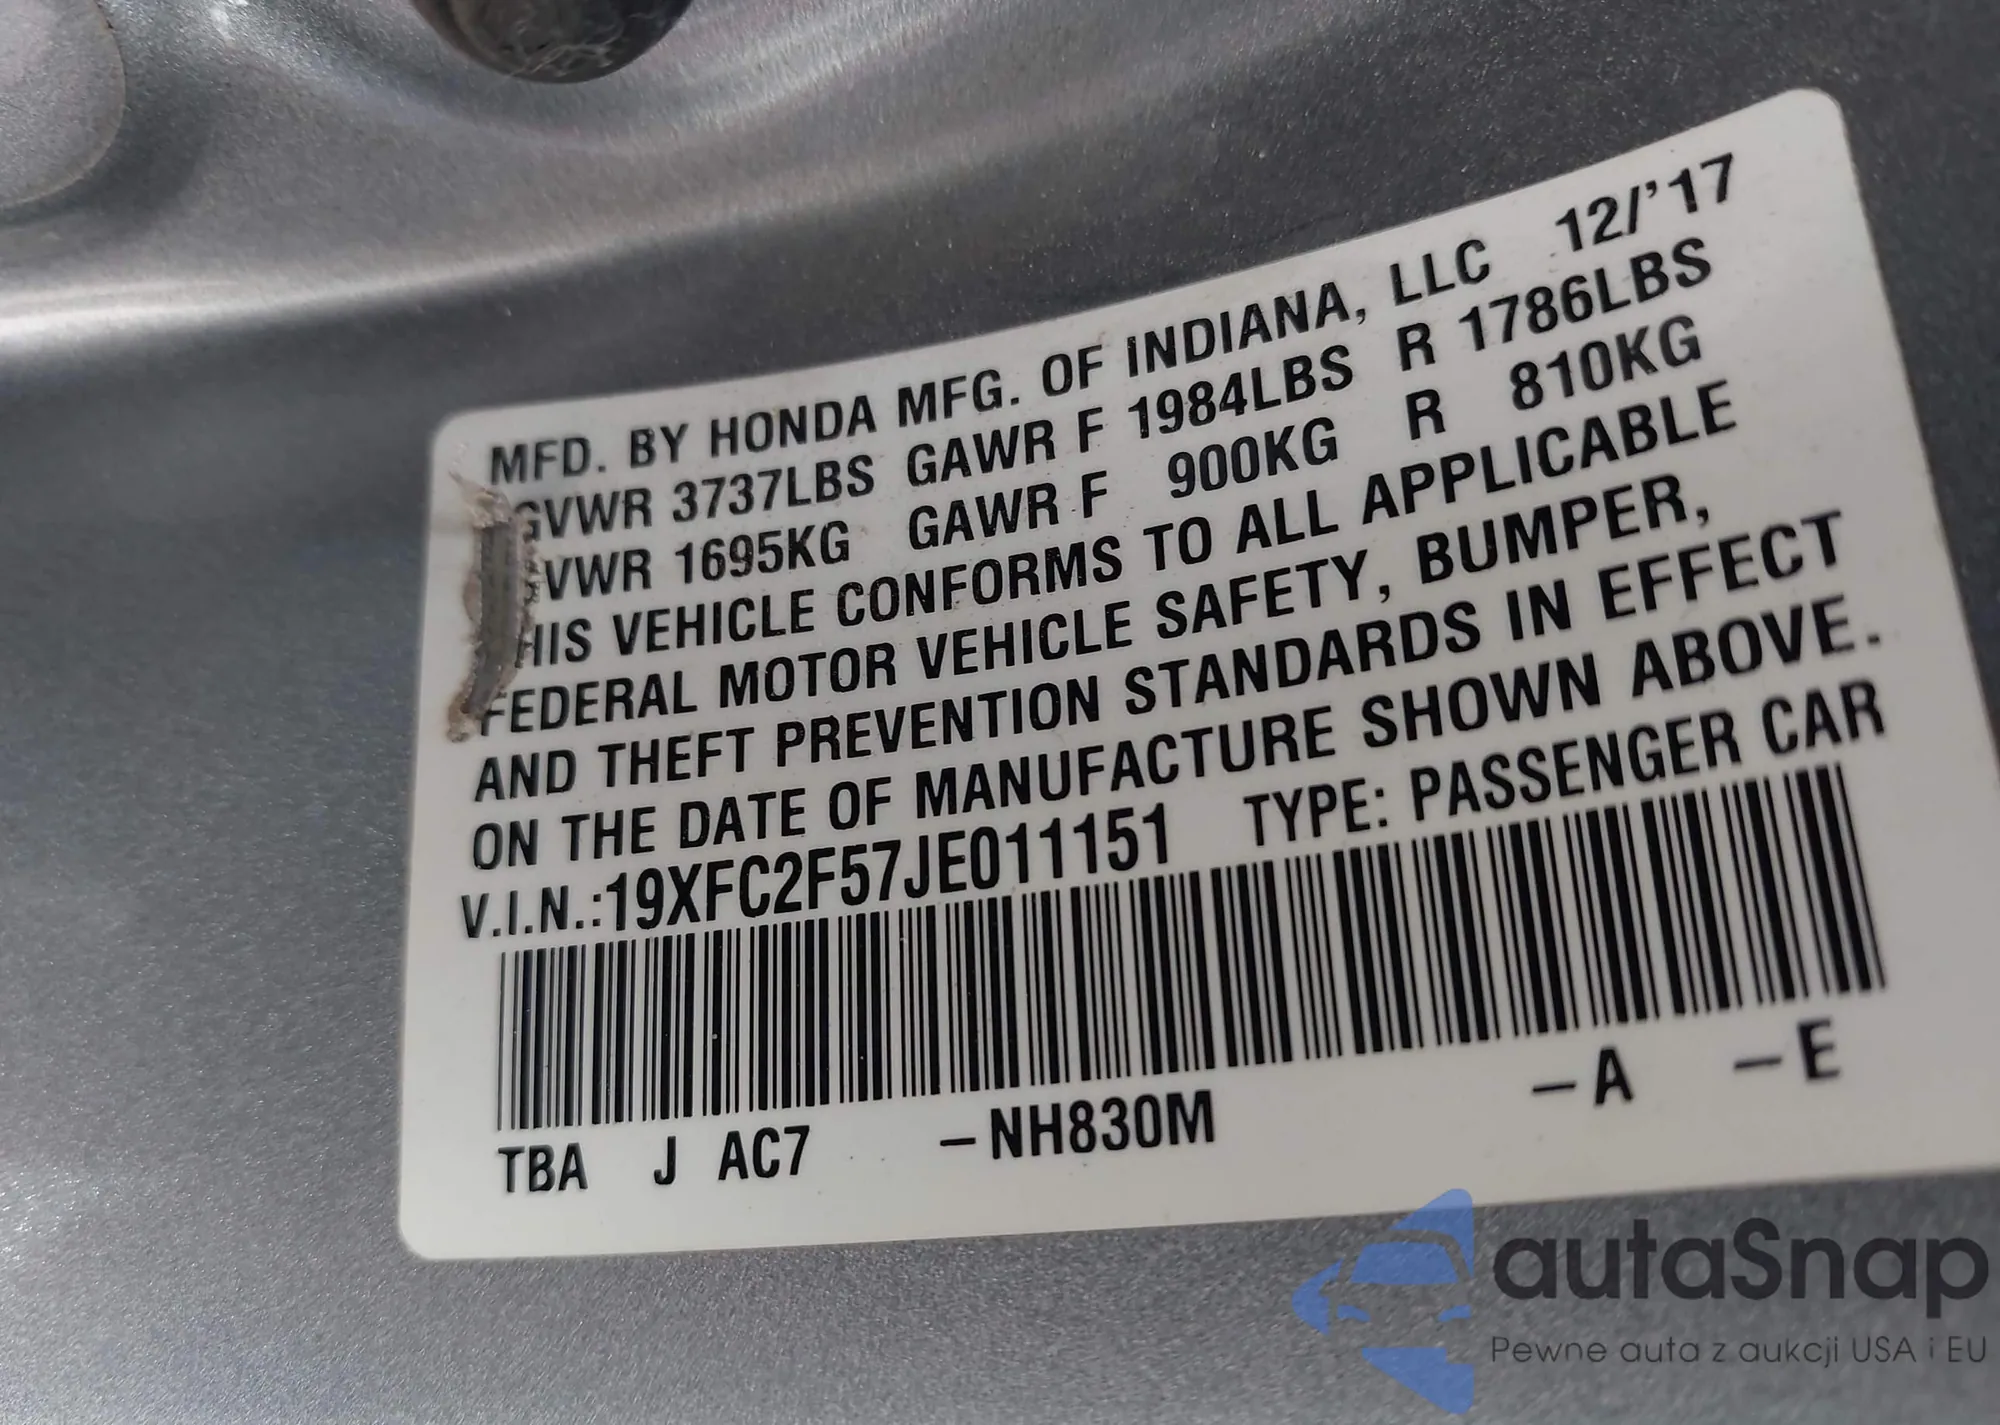 MFD. BY HONDA MFG. OF INDIANA, LLC 12/'17
GVWR 3737LBS GAWR F 1984LBS R 1786LBS
GVWR 1695KG GAWR F 900KG R 810KG
THIS VEHICLE CONFORMS TO ALL APPLICABLE
FEDERAL MOTOR VEHICLE SAFETY, BUMPER,
AND THEFT PREVENTION STANDARDS IN EFFECT
ON THE DATE OF MANUFACTURE SHOWN ABOVE.
V.I.N.:19XFC2F57JE011151 TYPE: PASSENGER CAR
TBA J AC7 –NH830M –A –E
autaSnap
Pewne auta z aukcji USA i EU